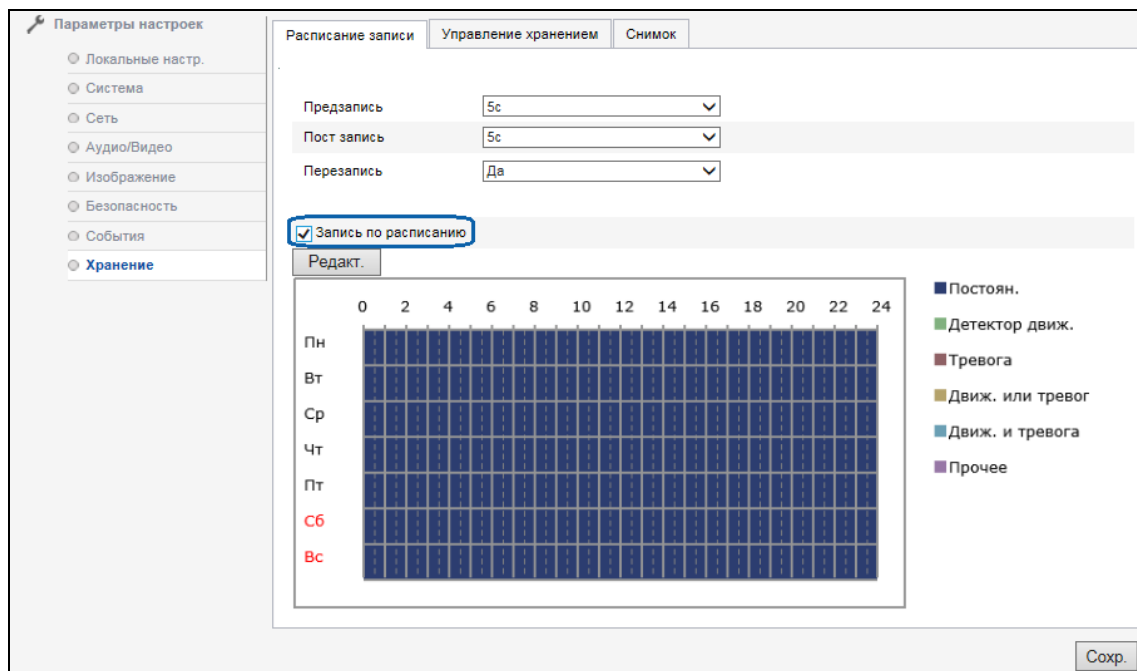 Параметры настроек
Локальные настр.
Система
Сеть
Аудио/Видео
Изображение
Безопасность
События
Хранение
Расписание записи Управление хранением Снимок
Предзапись 5с
Пост запись 5с
Перезапись Да
Запись по расписанию
Редакт.
0 2 4 6 8 10 12 14 16 18 20 22 24
Пн
Вт
Ср
Чт
Пт
Сб
Вс
Постоян.
Детектор движ.
Тревога
Движ. или тревог
Движ. и тревога
Прочее
Сохр.